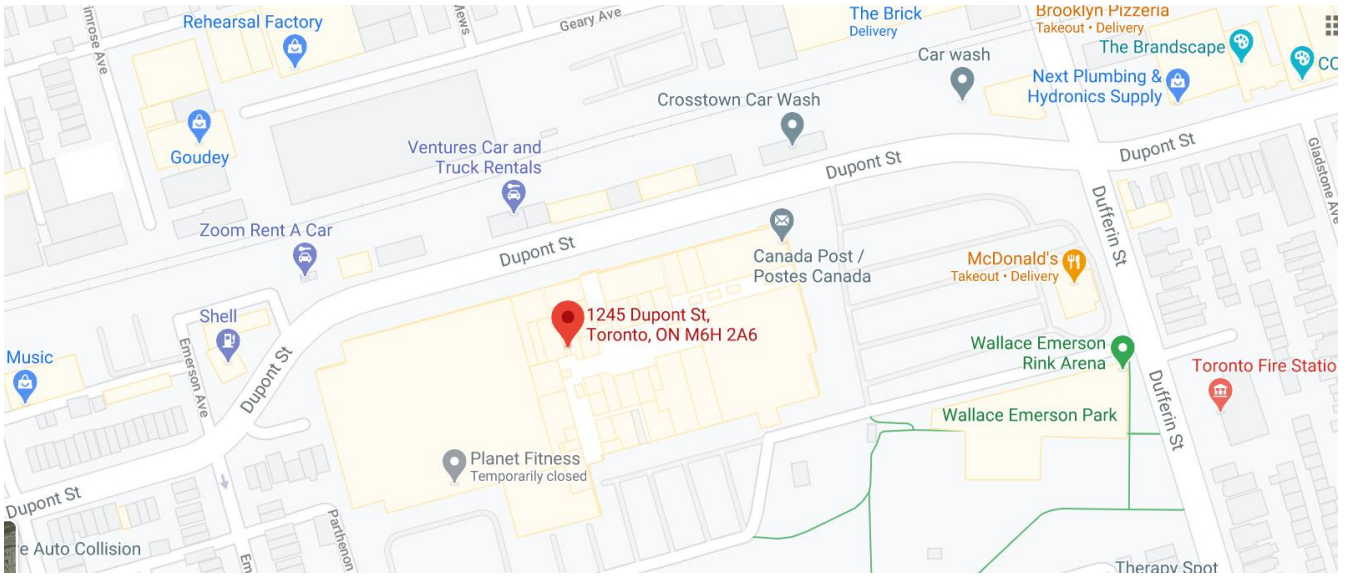 Rehearsal Factory
Geary Ave
The Brick
Delivery
Brooklyn Pizzeria
Takeout • Delivery
The Brandscape
Car wash
Next Plumbing &
Hydronics Supply
Crosstown Car Wash
Goudey
Ventures Car and
Truck Rentals
Dupont St
Dupont St
Gladstone Ave
Zoom Rent A Car
Dupont St
Canada Post /
Postes Canada
McDonald's
Takeout • Delivery
Dufferin St
1245 Dupont St,
Toronto, ON M6H 2A6
Shell
Emerson Ave
Dupont St
Music
Wallace Emerson
Rink Arena
Toronto Fire Statio
Dufferin St
Wallace Emerson Park
Planet Fitness
Temporarily closed
Dupont St
Parthenon
Auto Collision
Em
Therapy Spot